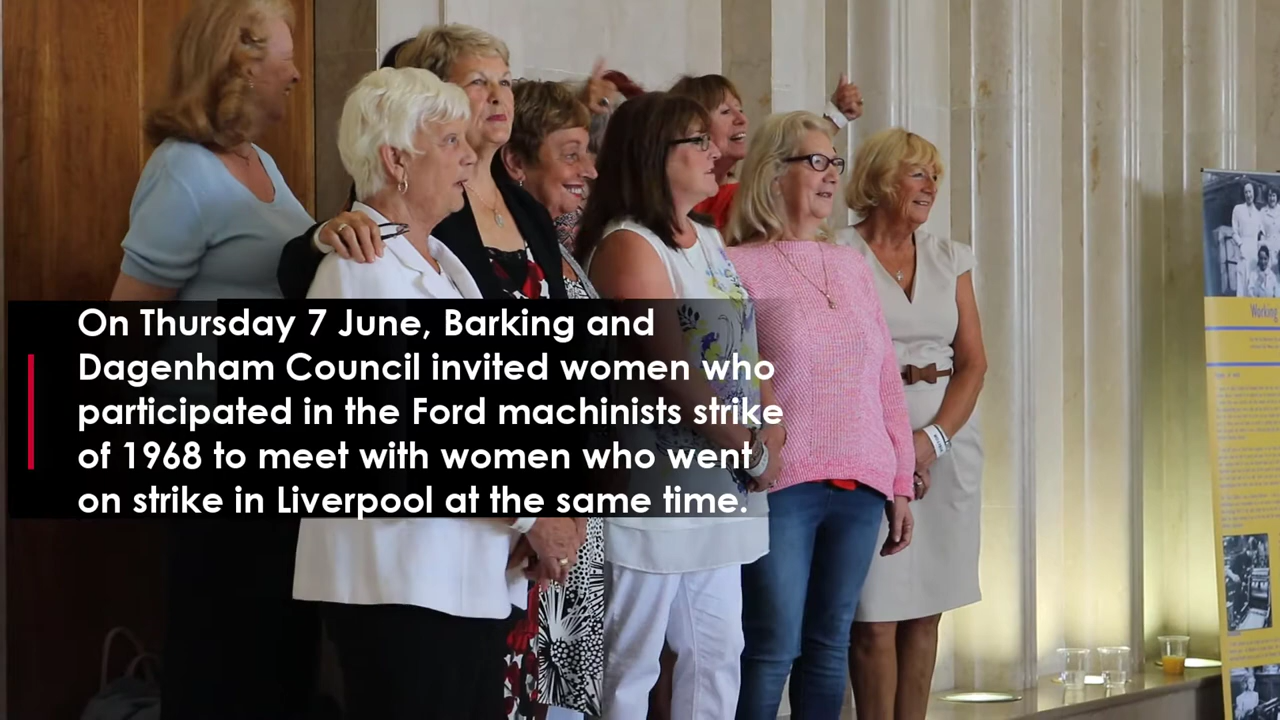 On Thursday 7 June, Barking and
Dagenham Council invited women who
participated in the Ford machinists strike
of 1968 to meet with women who went
on strike in Liverpool at the same time.
Working